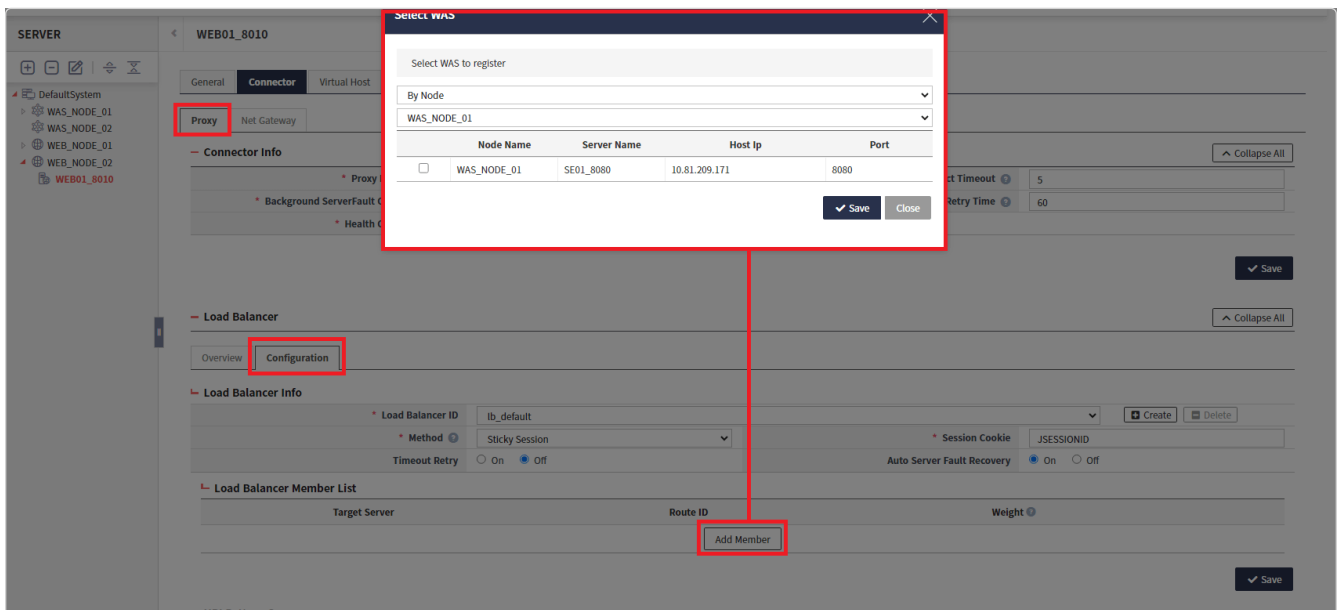 Select WAS
SERVER
WEB01_8010
Select WAS to register
General
Connector
Virtual Host
By Node
DefaultSystem
WAS_NODE_01
WAS_NODE_01
WAS_NODE_02
Proxy
Net Gateway
Node Name
Server Name
Host Ip
Port
WEB_NODE_01
Connector Info
Collapse All
WEB_NODE_02
WAS_NODE_01
SE01_8080
10.81.209.171
8080
WEB01_8010
* Proxy
ct Timeout
5
* Background ServerFault
Save
Close
Retry Time
60
* Health
Save
Load Balancer
Collapse All
Overview
Configuration
Load Balancer Info
* Load Balancer ID
lb_default
Create
Delete
* Method
Sticky Session
* Session Cookie
JSESSIONID
Timeout Retry
On
Off
Auto Server Fault Recovery
On
Off
Load Balancer Member List
Target Server
Route ID
Weight
Add Member
Save